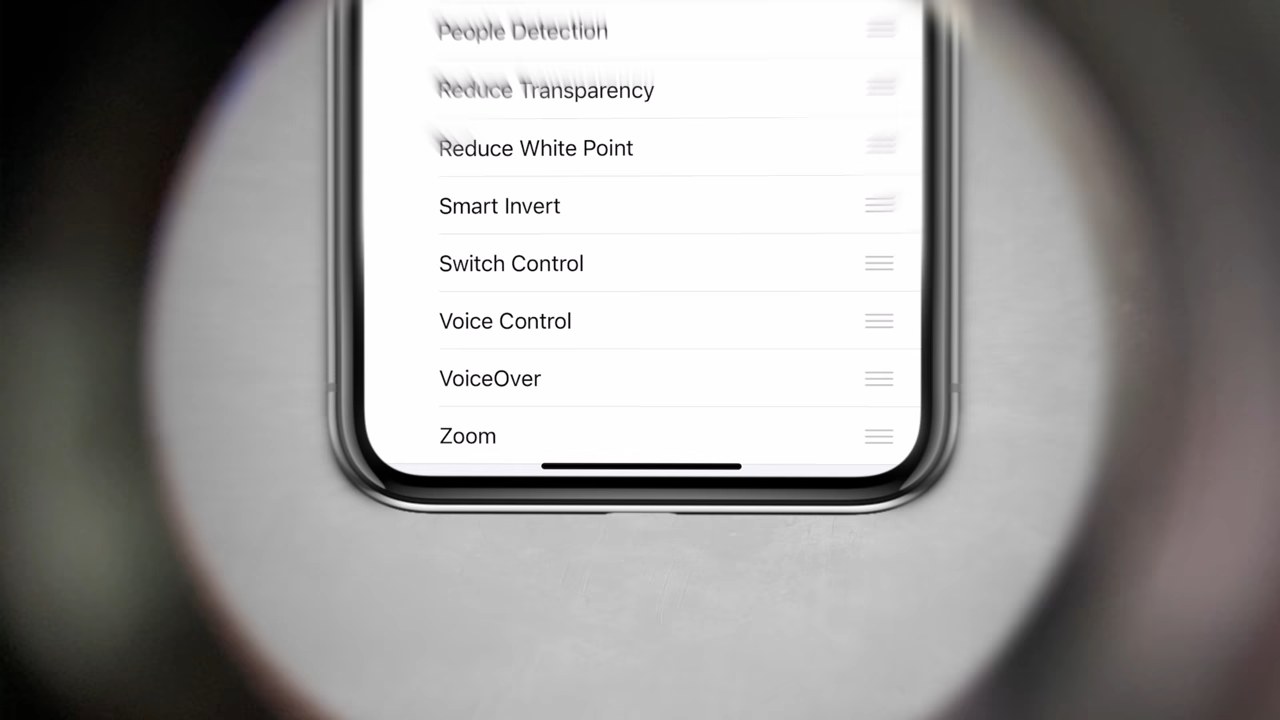 People Detection
Reduce Transparency
Reduce White Point
Smart Invert
Switch Control
Voice Control
VoiceOver
Zoom